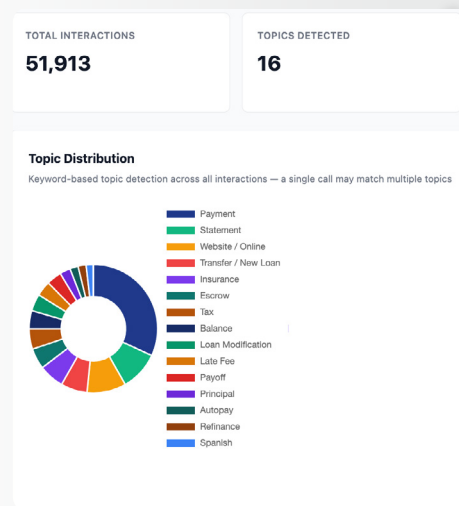 TOTAL INTERACTIONS
51,913
TOPICS DETECTED
16
Topic Distribution
Keyword-based topic detection across all interactions — a single call may match multiple topics
Payment
Statement
Website / Online
Transfer / New Loan
Insurance
Escrow
Tax
Balance
Loan Modification
Late Fee
Payoff
Principal
Autopay
Refinance
Spanish